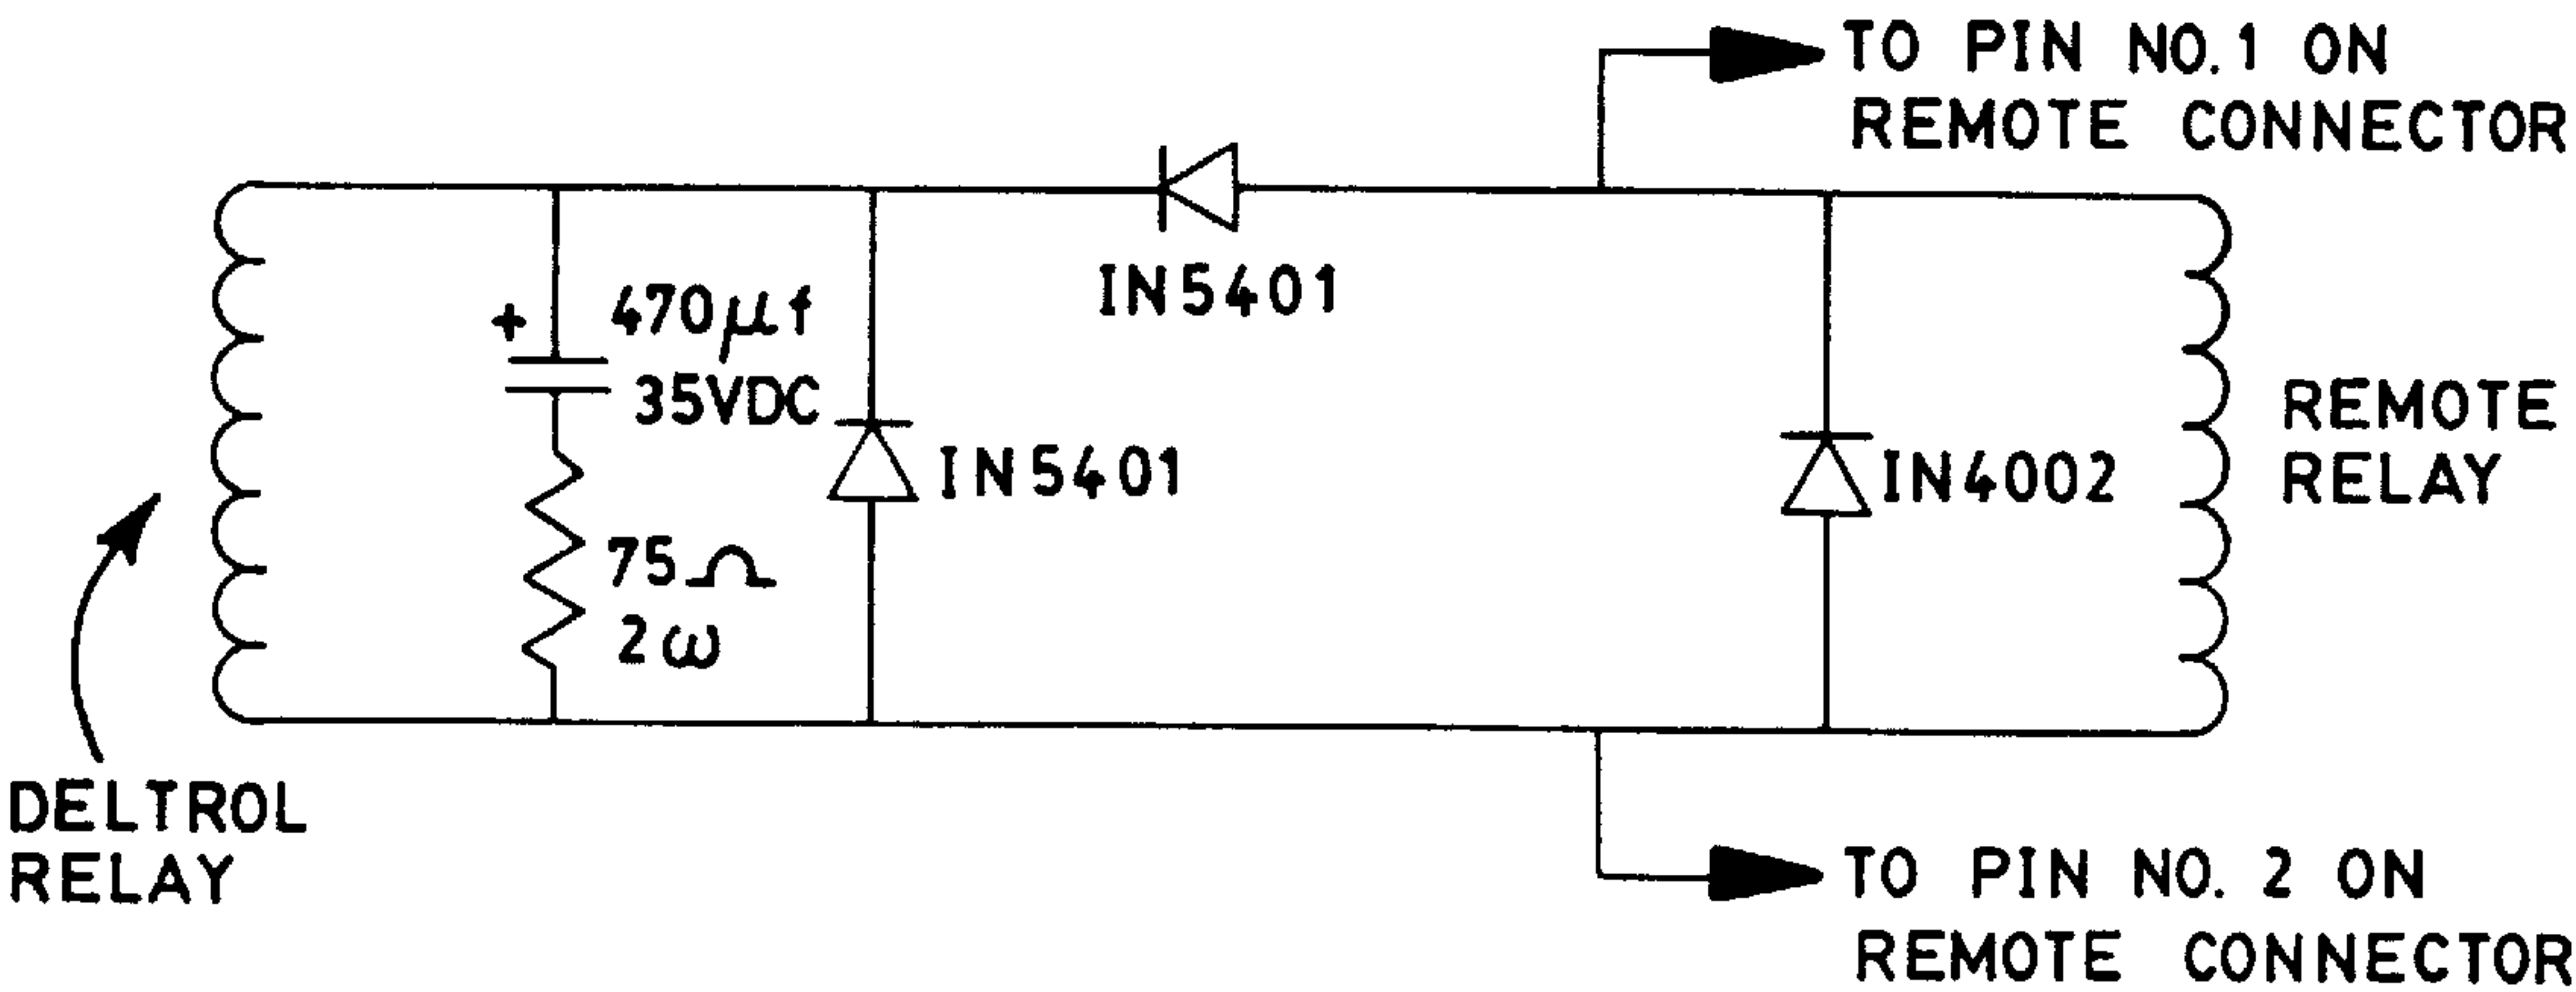 TO PIN NO. 1 ON
REMOTE CONNECTOR
IN5401
+
470μf
35VDC
IN5401
75Ω
2ω
IN4002
REMOTE
RELAY
DELTROL
RELAY
TO PIN NO. 2 ON
REMOTE CONNECTOR